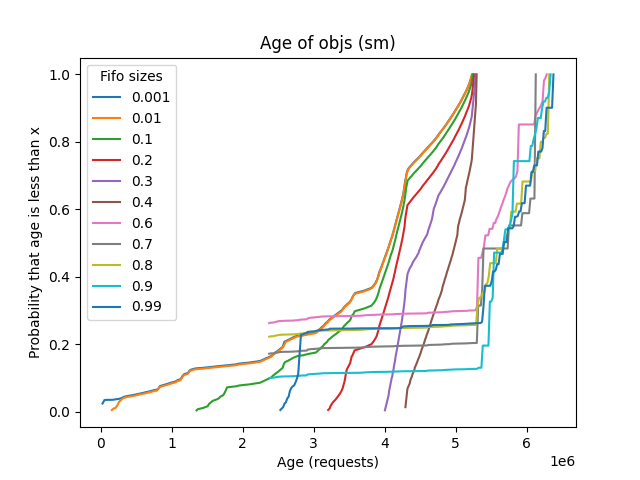 Age of objs (sm)
Probability that age is less than x
1.0
0.8
0.6
0.4
0.2
0.0
Fifo sizes
0.001
0.01
0.1
0.2
0.3
0.4
0.6
0.7
0.8
0.9
0.99
0 1 2 3 4 5 6
1e6
Age (requests)